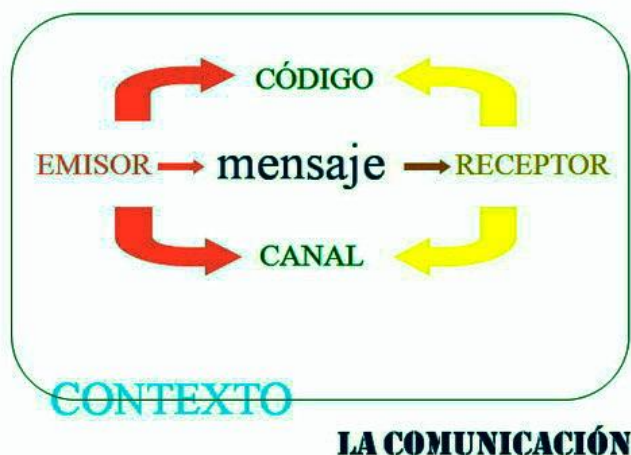 CÓDIGO
EMISOR mensaje RECEPTOR
CANAL
CONTEXTO
LA COMUNICACIÓN